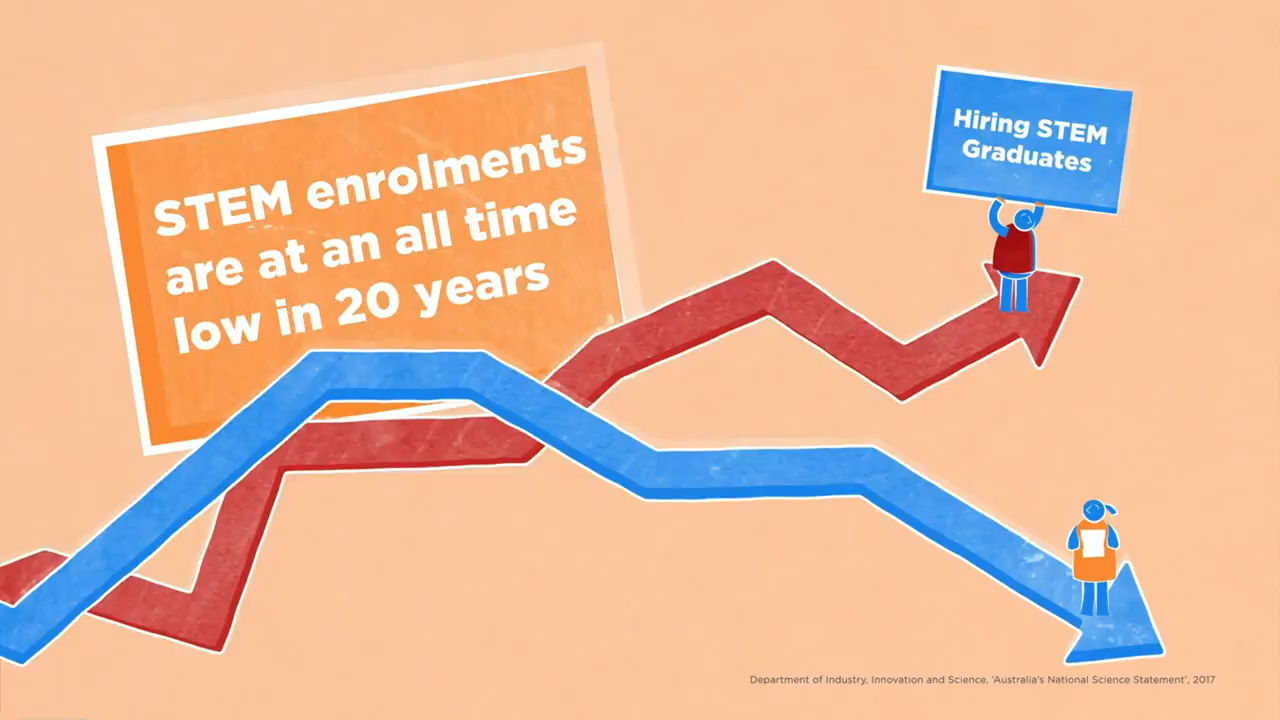 STEM enrolments
are at an all time
low in 20 years
Hiring STEM
Graduates
Department of Industry, Innovation and Science, 'Australia's National Science Statement', 2017